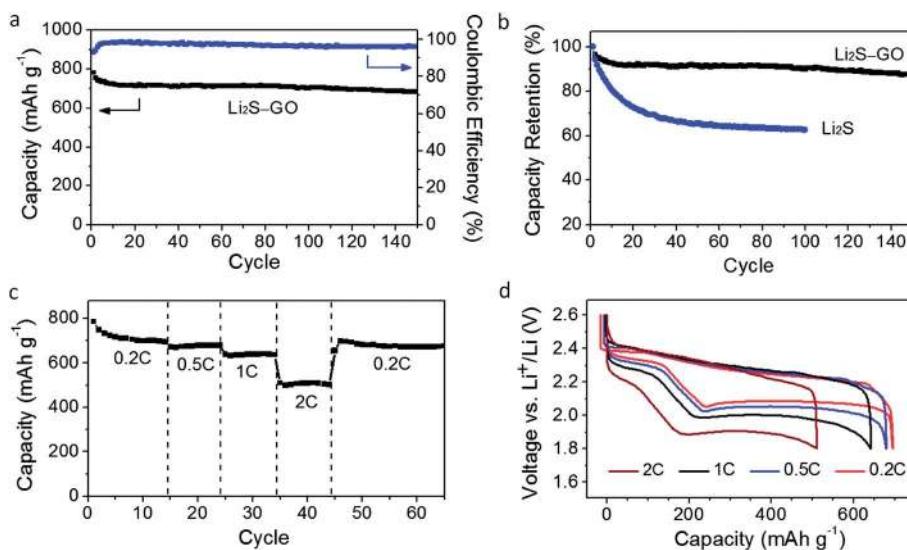 a
1000
800
600
400
200
0
Capacity (mAh g⁻¹)
Li₂S–GO
100
80
60
40
20
0
Coulombic Efficiency (%)
0 20 40 60 80 100 120 140
Cycle
b
100
80
60
40
20
Capacity Retention (%)
Li₂S–GO
Li₂S
0 20 40 60 80 100 120 140
Cycle
c
800
600
400
200
0
Capacity (mAh g⁻¹)
0.2C 0.5C 1C 2C 0.2C
0 10 20 30 40 50 60
Cycle
d
2.6
2.4
2.2
2.0
1.8
1.6
Voltage vs. Li⁺/Li (V)
2C 1C 0.5C 0.2C
0 200 400 600
Capacity (mAh g⁻¹)